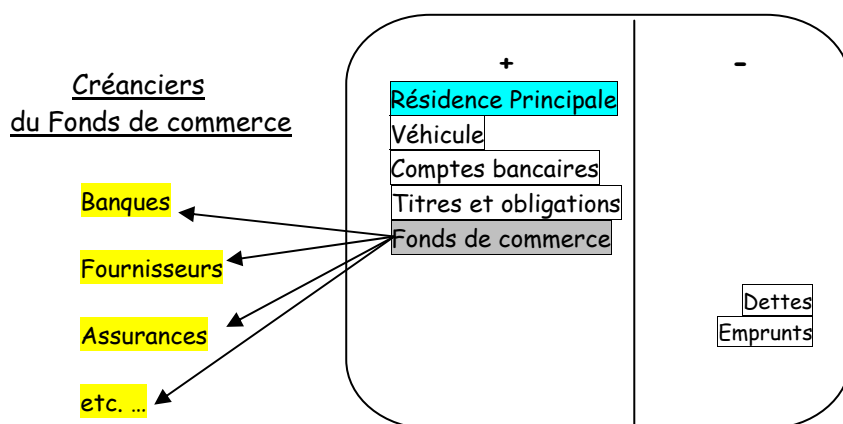 Créanciers
du Fonds de commerce
Banques
Fournisseurs
Assurances
etc. …
+
Résidence Principale
Véhicule
Comptes bancaires
Titres et obligations
Fonds de commerce
-
Dettes
Emprunts